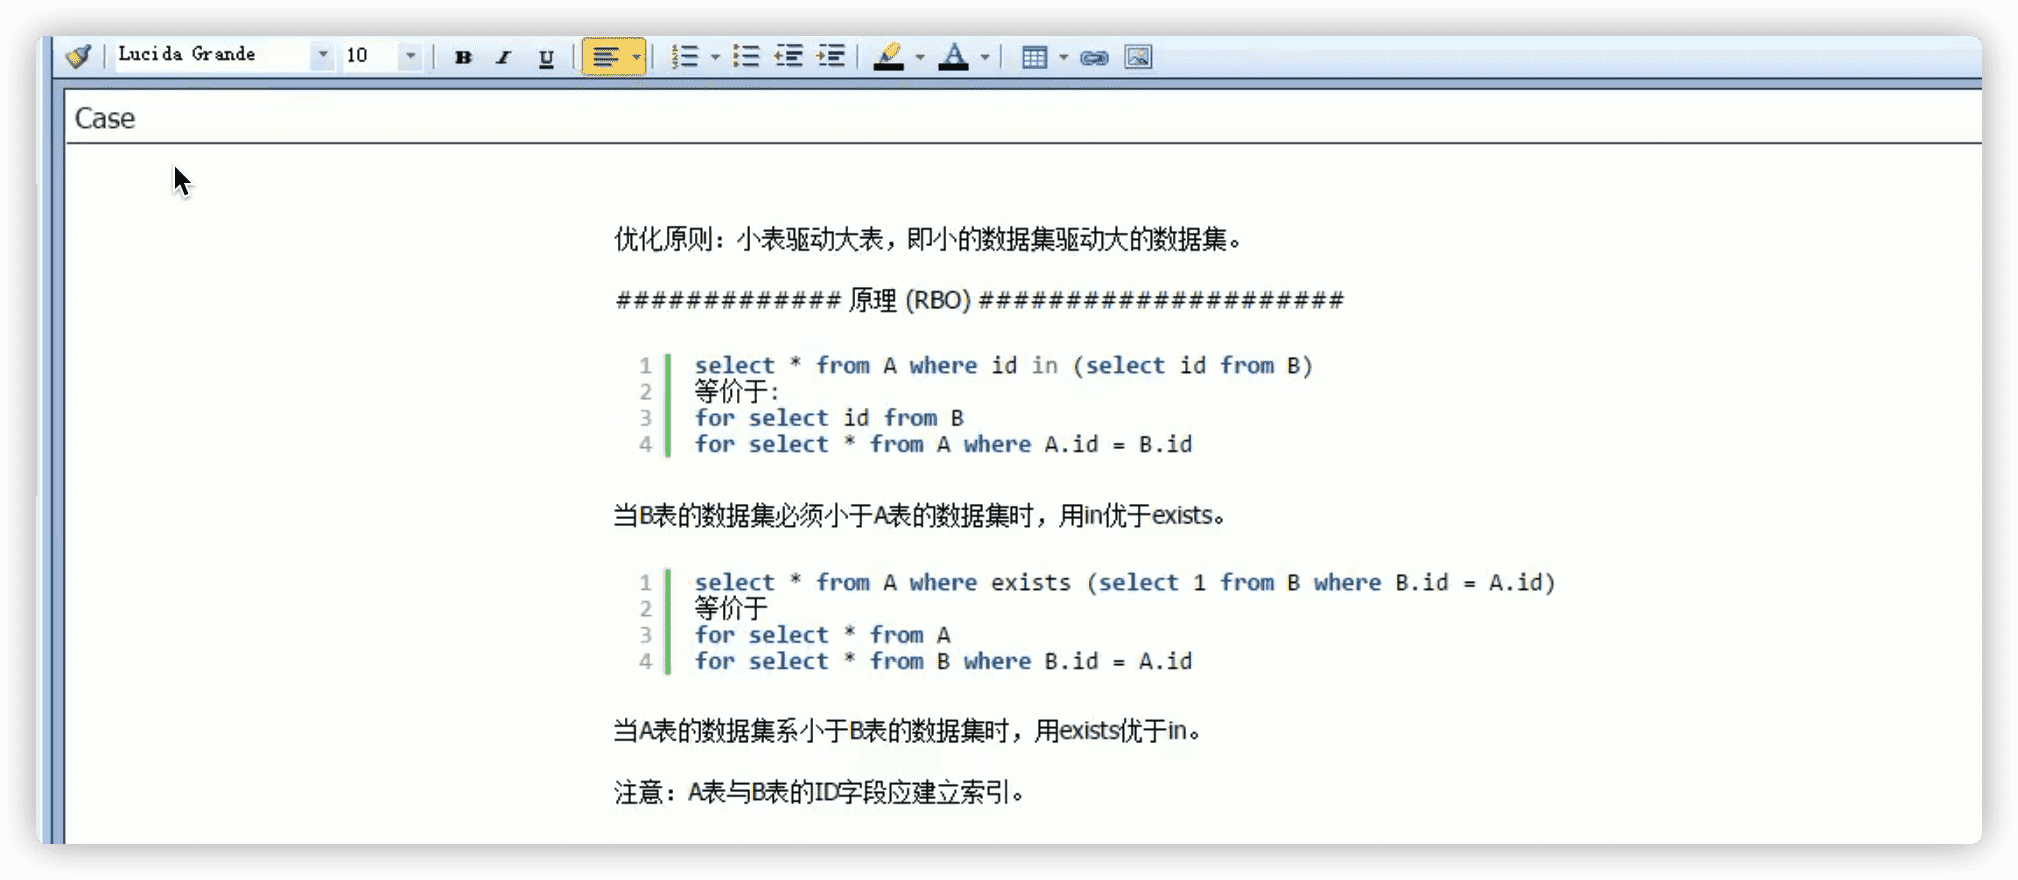 Lucida Grande 10 B I U A
Case
优化原则：小表驱动大表，即小的数据集驱动大的数据集。
############# 原理 (RBO) #####################
1 select * from A where id in (select id from B)
2 等价于:
3 for select id from B
4 for select * from A where A.id = B.id
当B表的数据集必须小于A表的数据集时，用in优于exists。
1 select * from A where exists (select 1 from B where B.id = A.id)
2 等价于
3 for select * from A
4 for select * from B where B.id = A.id
当A表的数据集系小于B表的数据集时，用exists优于in。
注意：A表与B表的ID字段应建立索引。